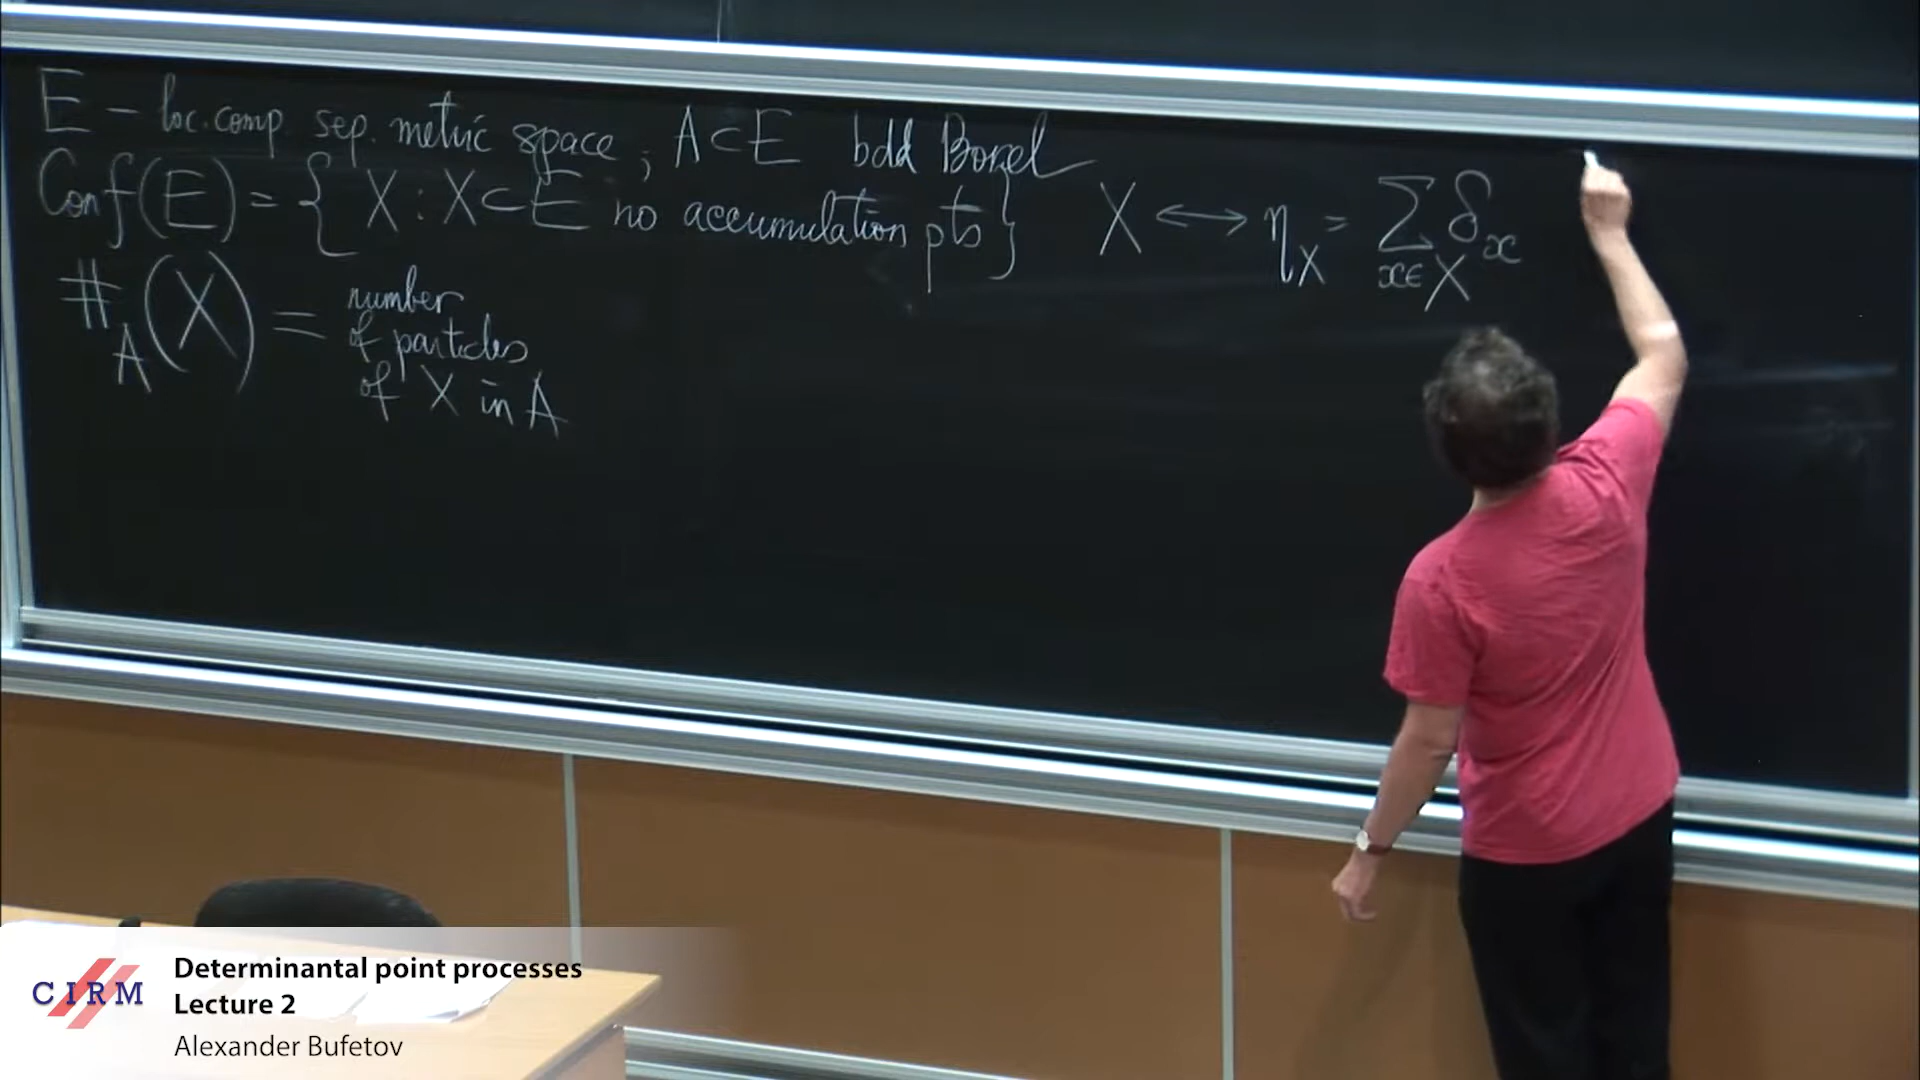 E – loc. comp. sep. metric space ; A ⊂ E bdd Borel
Conf(E) = { X : X ⊂ E no accumulation pts } X ⟷ η_X = ∑_{x∈X} δ_x
#_A(X) = number
of particles
of X in A
CIRM
Determinantal point processes
Lecture 2
Alexander Bufetov